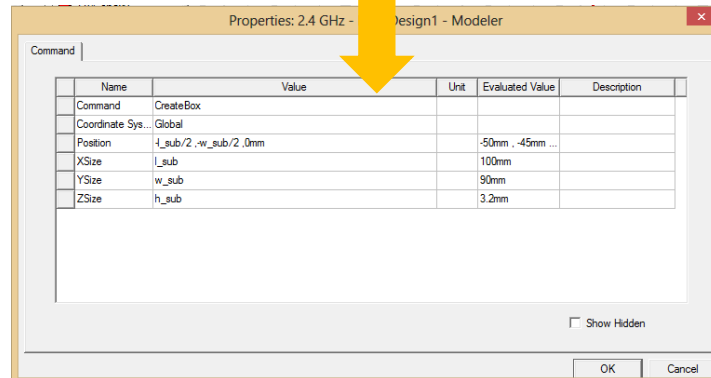 Properties: 2.4 GHz - Design1 - Modeler
Command
Name Value Unit Evaluated Value Description
Command CreateBox
Coordinate Sys... Global
Position -l_sub/2 ,-w_sub/2 ,0mm -50mm , -45mm ...
XSize l_sub 100mm
YSize w_sub 90mm
ZSize h_sub 3.2mm
Show Hidden
OK Cancel